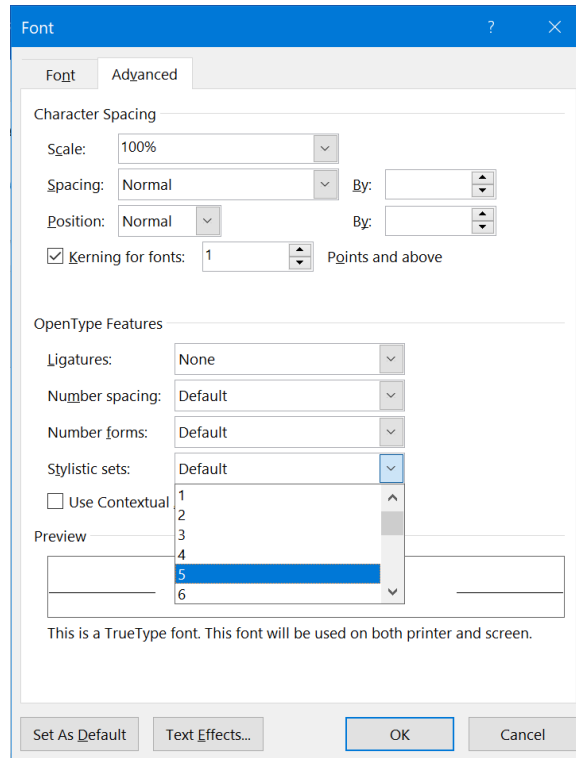 Font ?
Font Advanced
Character Spacing
Scale: 100%
Spacing: Normal By:
Position: Normal By:
Kerning for fonts: 1 Points and above
OpenType Features
Ligatures: None
Number spacing: Default
Number forms: Default
Stylistic sets: Default
1
Use Contextual
2
3
Preview
4
5
6
This is a TrueType font. This font will be used on both printer and screen.
Set As Default Text Effects... OK Cancel